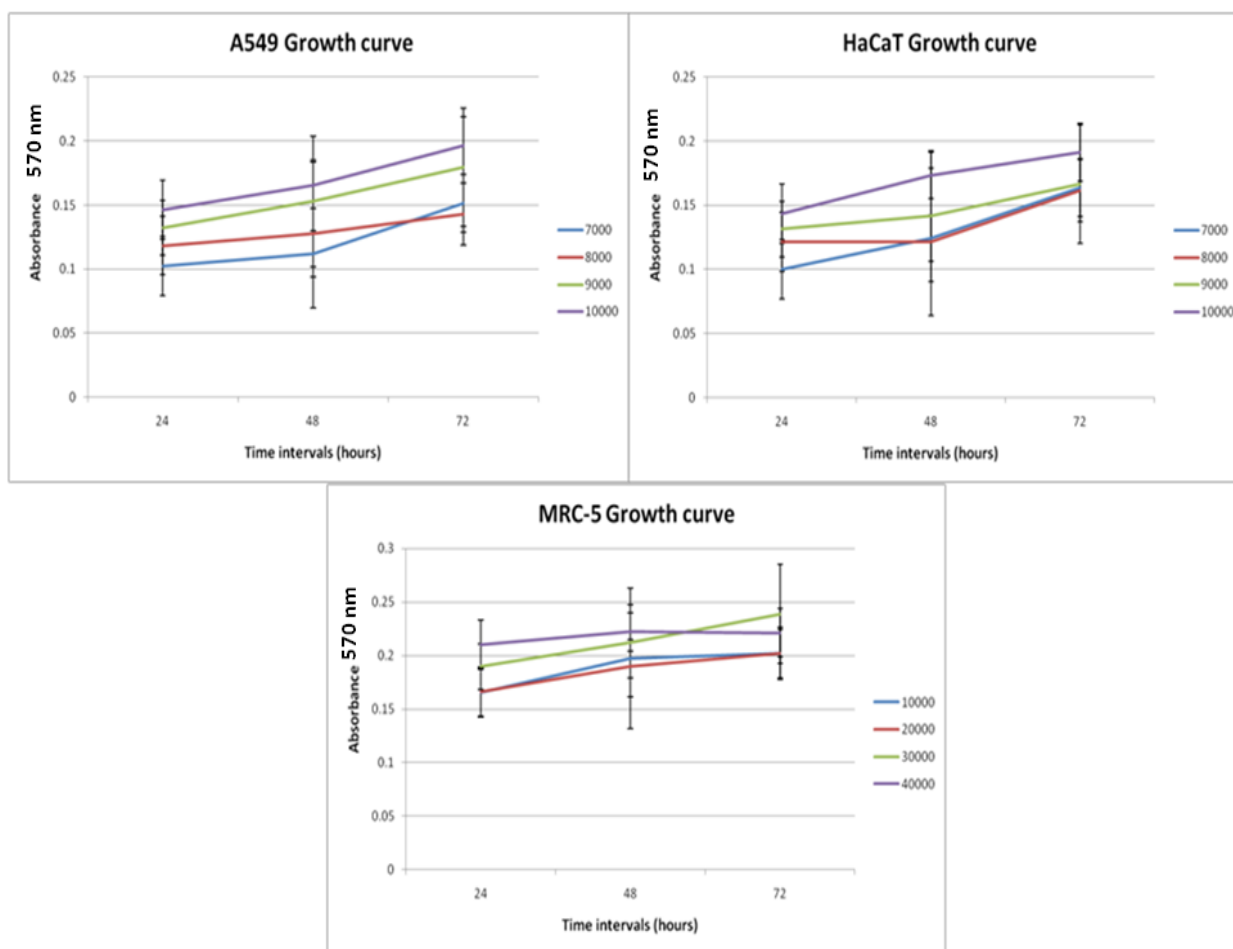 A549 Growth curve
0.25
0.2
0.15
0.1
0.05
0
Absorbance 570 nm
24 48 72
Time intervals (hours)
7000
8000
9000
10000
HaCaT Growth curve
0.25
0.2
0.15
0.1
0.05
0
Absorbance 570 nm
24 48 72
Time intervals (hours)
7000
8000
9000
10000
MRC-5 Growth curve
0.3
0.25
0.2
0.15
0.1
0.05
0
Absorbance 570 nm
24 48 72
Time intervals (hours)
10000
20000
30000
40000